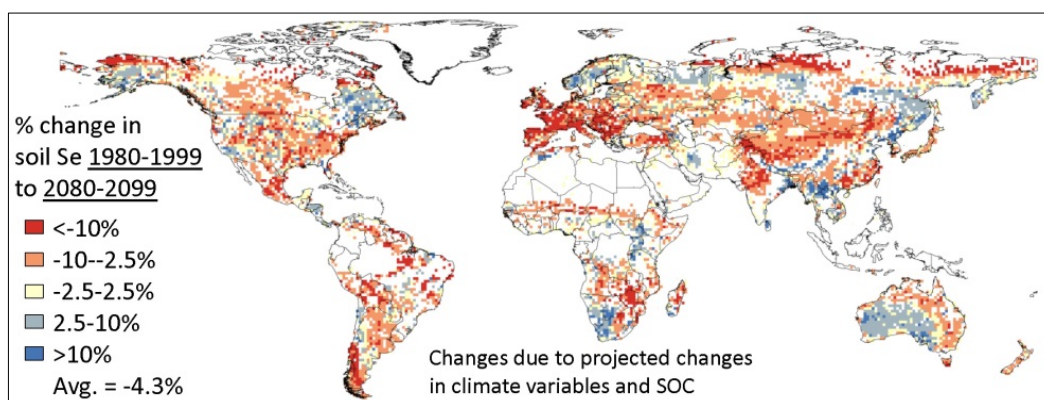 % change in
soil Se 1980-1999
to 2080-2099
<-10%
-10--2.5%
-2.5-2.5%
2.5-10%
>10%
Avg. = -4.3%
Changes due to projected changes
in climate variables and SOC